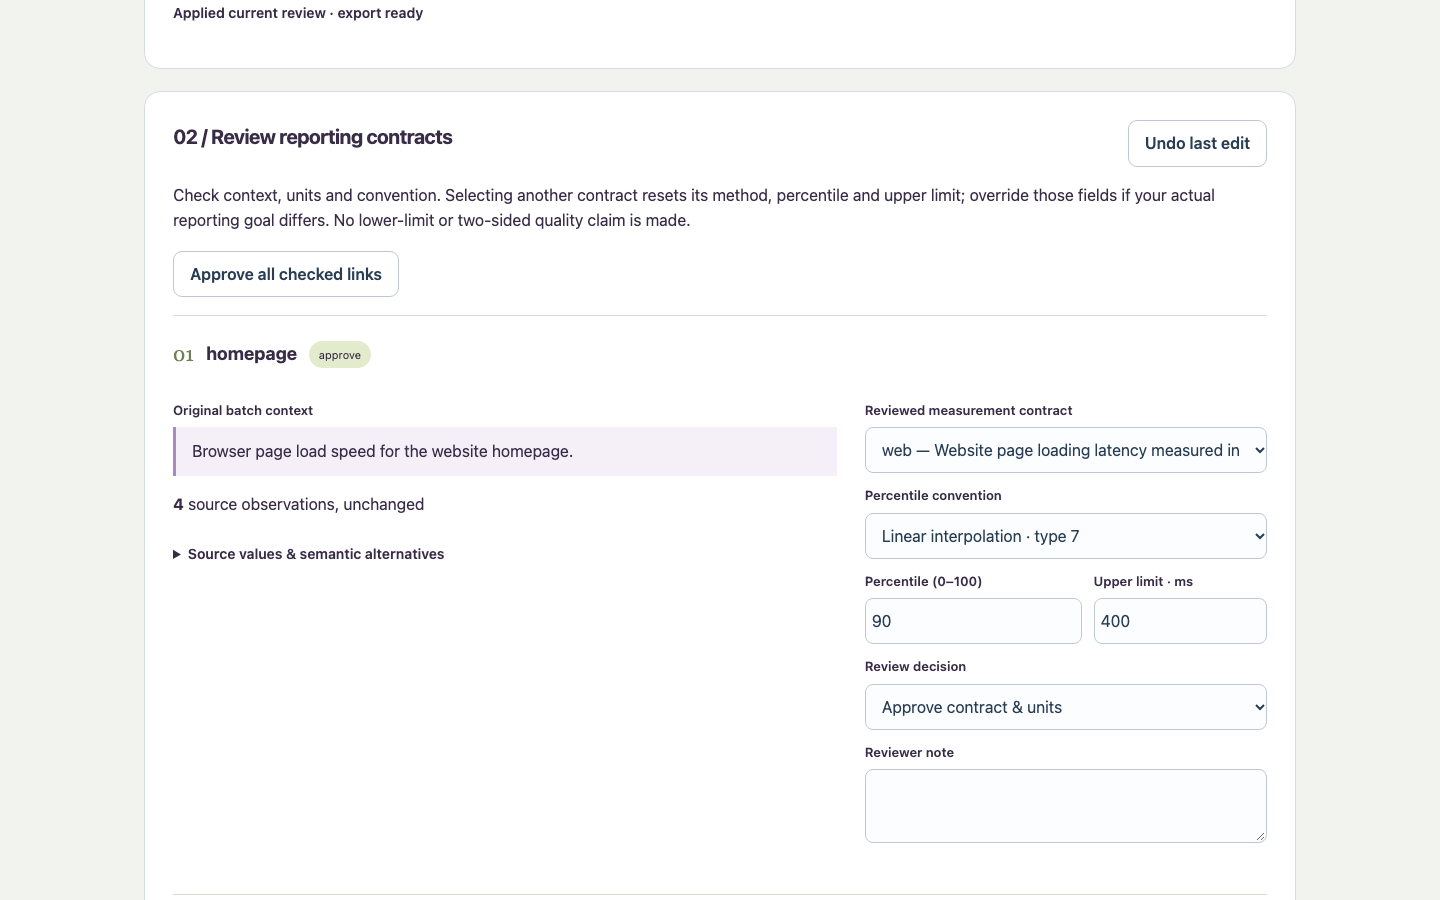 Applied current review · export ready
02 / Review reporting contracts
Undo last edit
Check context, units and convention. Selecting another contract resets its method, percentile and upper limit; override those fields if your actual
reporting goal differs. No lower-limit or two-sided quality claim is made.
Approve all checked links
01 homepage approve
Original batch context
Browser page load speed for the website homepage.
4 source observations, unchanged
Source values & semantic alternatives
Reviewed measurement contract
web — Website page loading latency measured in
Percentile convention
Linear interpolation · type 7
Percentile (0–100) Upper limit · ms
90 400
Review decision
Approve contract & units
Reviewer note